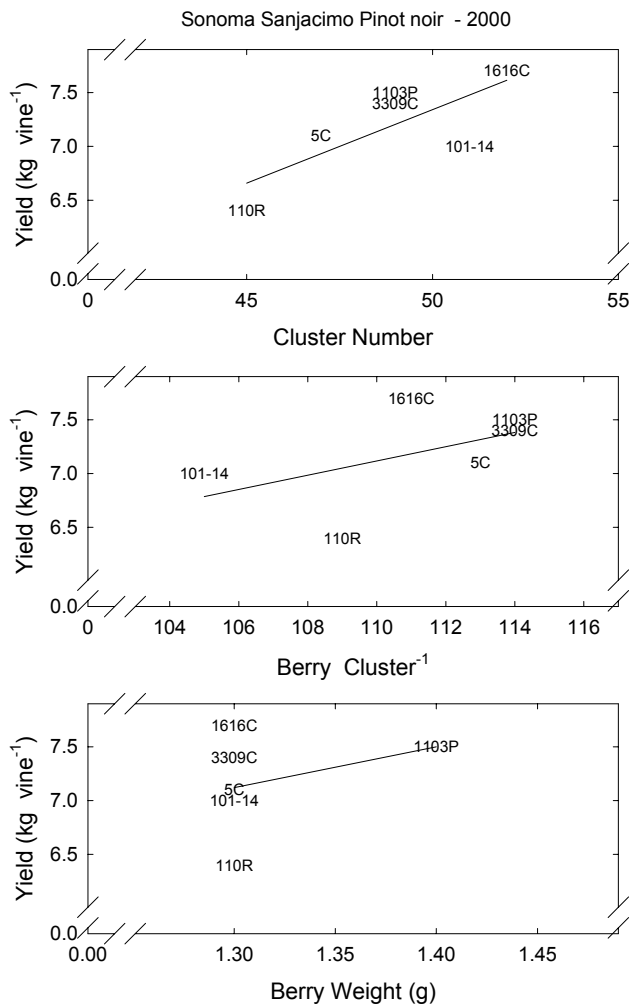 Sonoma Sanjacimo Pinot noir - 2000
1616C
7.5
1103P
3309C
7.0
5C
101-14
6.5
110R
Yield (kg vine⁻¹)
0.0
0 45 50 55
Cluster Number
1616C
7.5
1103P
3309C
5C
7.0
101-14
6.5
110R
Yield (kg vine⁻¹)
0.0
0 104 106 108 110 112 114 116
Berry Cluster⁻¹
1616C
7.5
1103P
3309C
5C
7.0
101-14
6.5
110R
Yield (kg vine⁻¹)
0.0
0.00 1.30 1.35 1.40 1.45
Berry Weight (g)